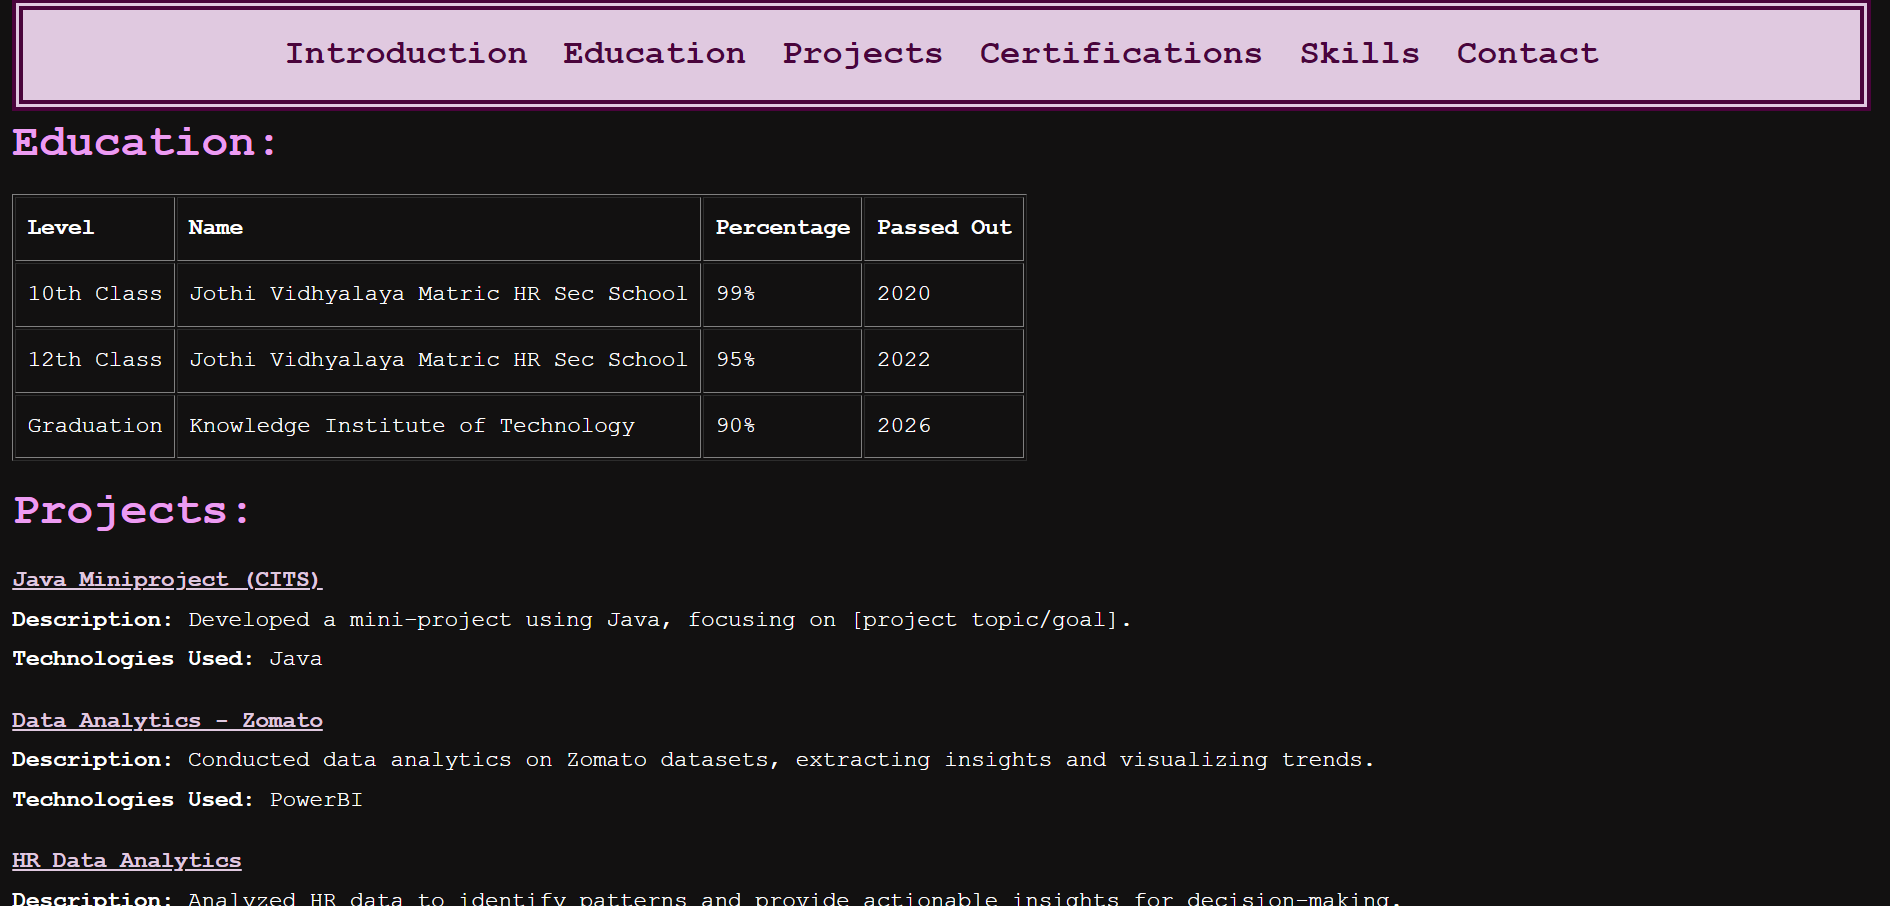 Introduction Education Projects Certifications Skills Contact
Education:
Level Name Percentage Passed Out
10th Class Jothi Vidhyalaya Matric HR Sec School 99% 2020
12th Class Jothi Vidhyalaya Matric HR Sec School 95% 2022
Graduation Knowledge Institute of Technology 90% 2026
Projects:
Java Miniproject (CITS)
Description: Developed a mini-project using Java, focusing on [project topic/goal].
Technologies Used: Java
Data Analytics - Zomato
Description: Conducted data analytics on Zomato datasets, extracting insights and visualizing trends.
Technologies Used: PowerBI
HR Data Analytics
Description: Analyzed HR data to identify patterns and provide actionable insights for decision-making.